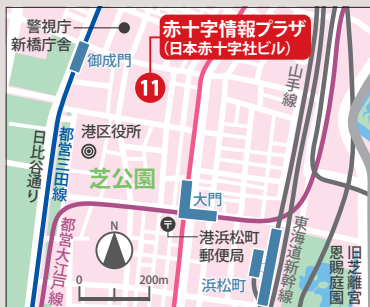 警視庁
新橋庁舎
御成門
赤十字情報プラザ
(日本赤十字社ビル)
11
山手線
港区役所
日比谷通り
都営三田線
芝公園
大門
都営大江戸線
N
0 200m
〒
港浜松町
郵便局
浜松町
東海道新幹線
旧芝離宮
恩賜庭園